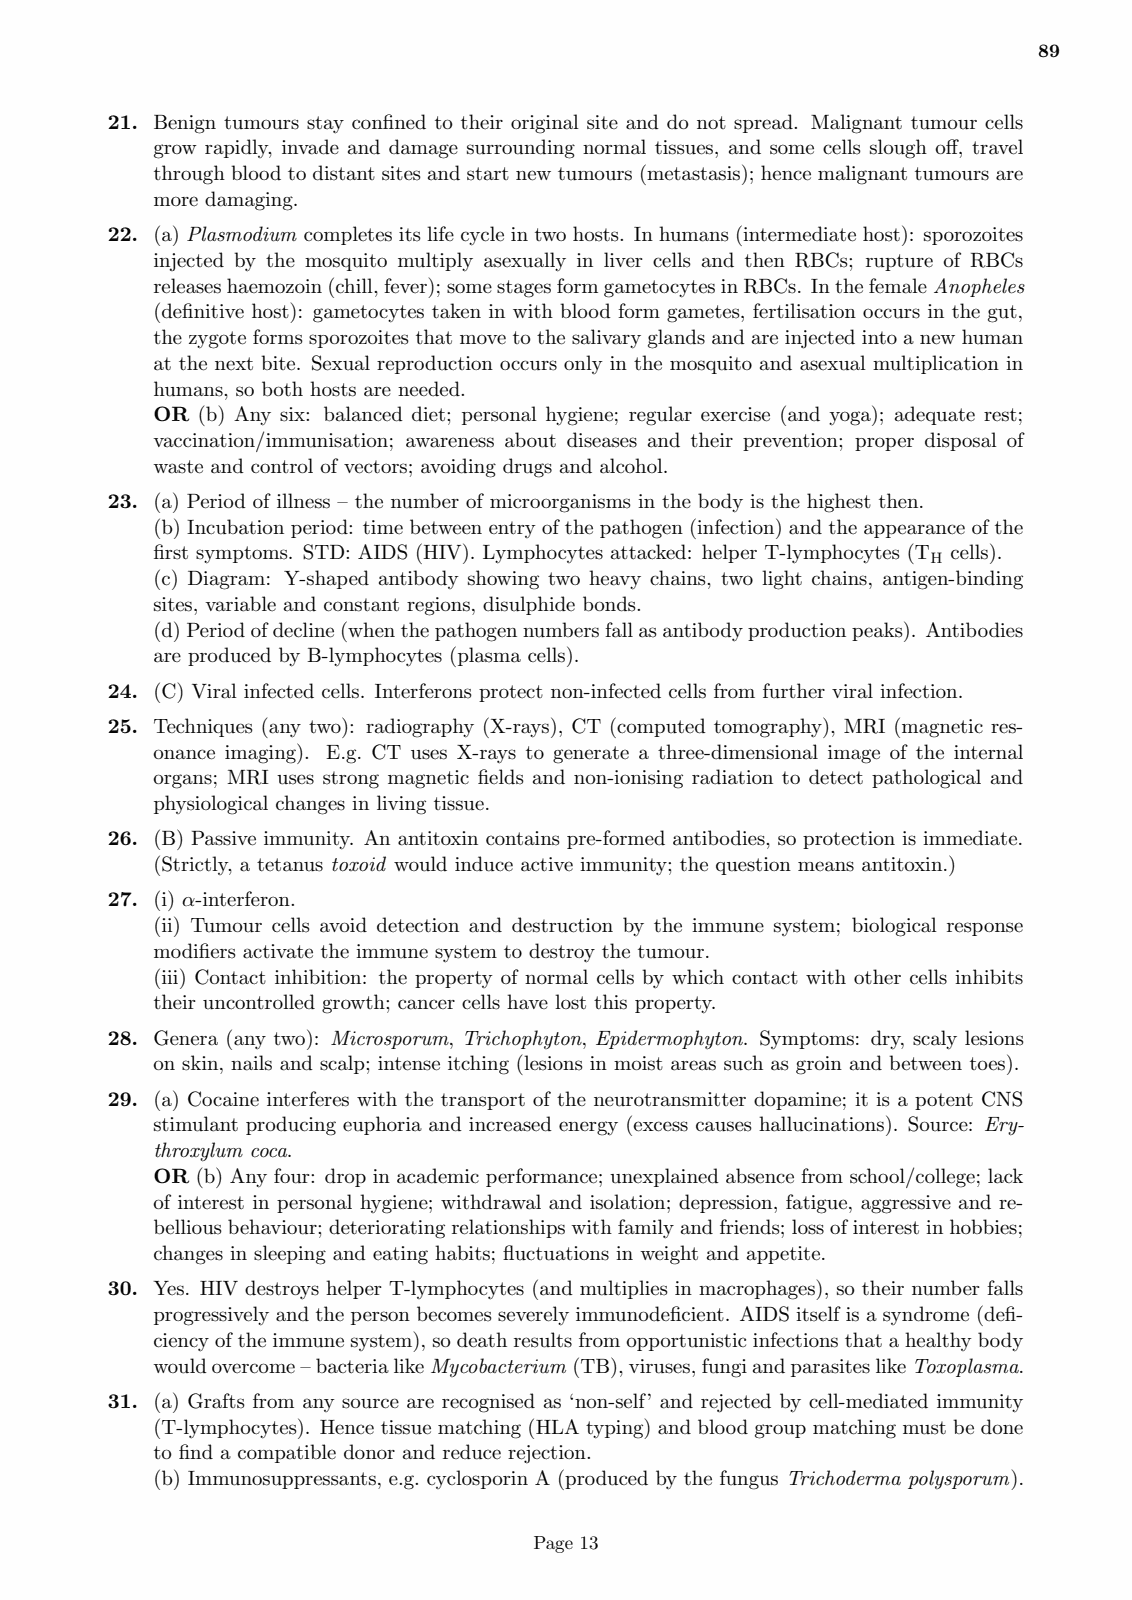 89
21. Benign tumours stay confined to their original site and do not spread. Malignant tumour cells
grow rapidly, invade and damage surrounding normal tissues, and some cells slough off, travel
through blood to distant sites and start new tumours (metastasis); hence malignant tumours are
more damaging.
22. (a) Plasmodium completes its life cycle in two hosts. In humans (intermediate host): sporozoites
injected by the mosquito multiply asexually in liver cells and then RBCs; rupture of RBCs
releases haemozoin (chill, fever); some stages form gametocytes in RBCs. In the female Anopheles
(definitive host): gametocytes taken in with blood form gametes, fertilisation occurs in the gut,
the zygote forms sporozoites that move to the salivary glands and are injected into a new human
at the next bite. Sexual reproduction occurs only in the mosquito and asexual multiplication in
humans, so both hosts are needed.
OR (b) Any six: balanced diet; personal hygiene; regular exercise (and yoga); adequate rest;
vaccination/immunisation; awareness about diseases and their prevention; proper disposal of
waste and control of vectors; avoiding drugs and alcohol.
23. (a) Period of illness – the number of microorganisms in the body is the highest then.
(b) Incubation period: time between entry of the pathogen (infection) and the appearance of the
first symptoms. STD: AIDS (HIV). Lymphocytes attacked: helper T-lymphocytes (TH cells).
(c) Diagram: Y-shaped antibody showing two heavy chains, two light chains, antigen-binding
sites, variable and constant regions, disulphide bonds.
(d) Period of decline (when the pathogen numbers fall as antibody production peaks). Antibodies
are produced by B-lymphocytes (plasma cells).
24. (C) Viral infected cells. Interferons protect non-infected cells from further viral infection.
25. Techniques (any two): radiography (X-rays), CT (computed tomography), MRI (magnetic res-
onance imaging). E.g. CT uses X-rays to generate a three-dimensional image of the internal
organs; MRI uses strong magnetic fields and non-ionising radiation to detect pathological and
physiological changes in living tissue.
26. (B) Passive immunity. An antitoxin contains pre-formed antibodies, so protection is immediate.
(Strictly, a tetanus toxoid would induce active immunity; the question means antitoxin.)
27. (i) α-interferon.
(ii) Tumour cells avoid detection and destruction by the immune system; biological response
modifiers activate the immune system to destroy the tumour.
(iii) Contact inhibition: the property of normal cells by which contact with other cells inhibits
their uncontrolled growth; cancer cells have lost this property.
28. Genera (any two): Microsporum, Trichophyton, Epidermophyton. Symptoms: dry, scaly lesions
on skin, nails and scalp; intense itching (lesions in moist areas such as groin and between toes).
29. (a) Cocaine interferes with the transport of the neurotransmitter dopamine; it is a potent CNS
stimulant producing euphoria and increased energy (excess causes hallucinations). Source: Ery-
throxylum coca.
OR (b) Any four: drop in academic performance; unexplained absence from school/college; lack
of interest in personal hygiene; withdrawal and isolation; depression, fatigue, aggressive and re-
bellious behaviour; deteriorating relationships with family and friends; loss of interest in hobbies;
changes in sleeping and eating habits; fluctuations in weight and appetite.
30. Yes. HIV destroys helper T-lymphocytes (and multiplies in macrophages), so their number falls
progressively and the person becomes severely immunodeficient. AIDS itself is a syndrome (defi-
ciency of the immune system), so death results from opportunistic infections that a healthy body
would overcome – bacteria like Mycobacterium (TB), viruses, fungi and parasites like Toxoplasma.
31. (a) Grafts from any source are recognised as ‘non-self’ and rejected by cell-mediated immunity
(T-lymphocytes). Hence tissue matching (HLA typing) and blood group matching must be done
to find a compatible donor and reduce rejection.
(b) Immunosuppressants, e.g. cyclosporin A (produced by the fungus Trichoderma polysporum).
Page 13